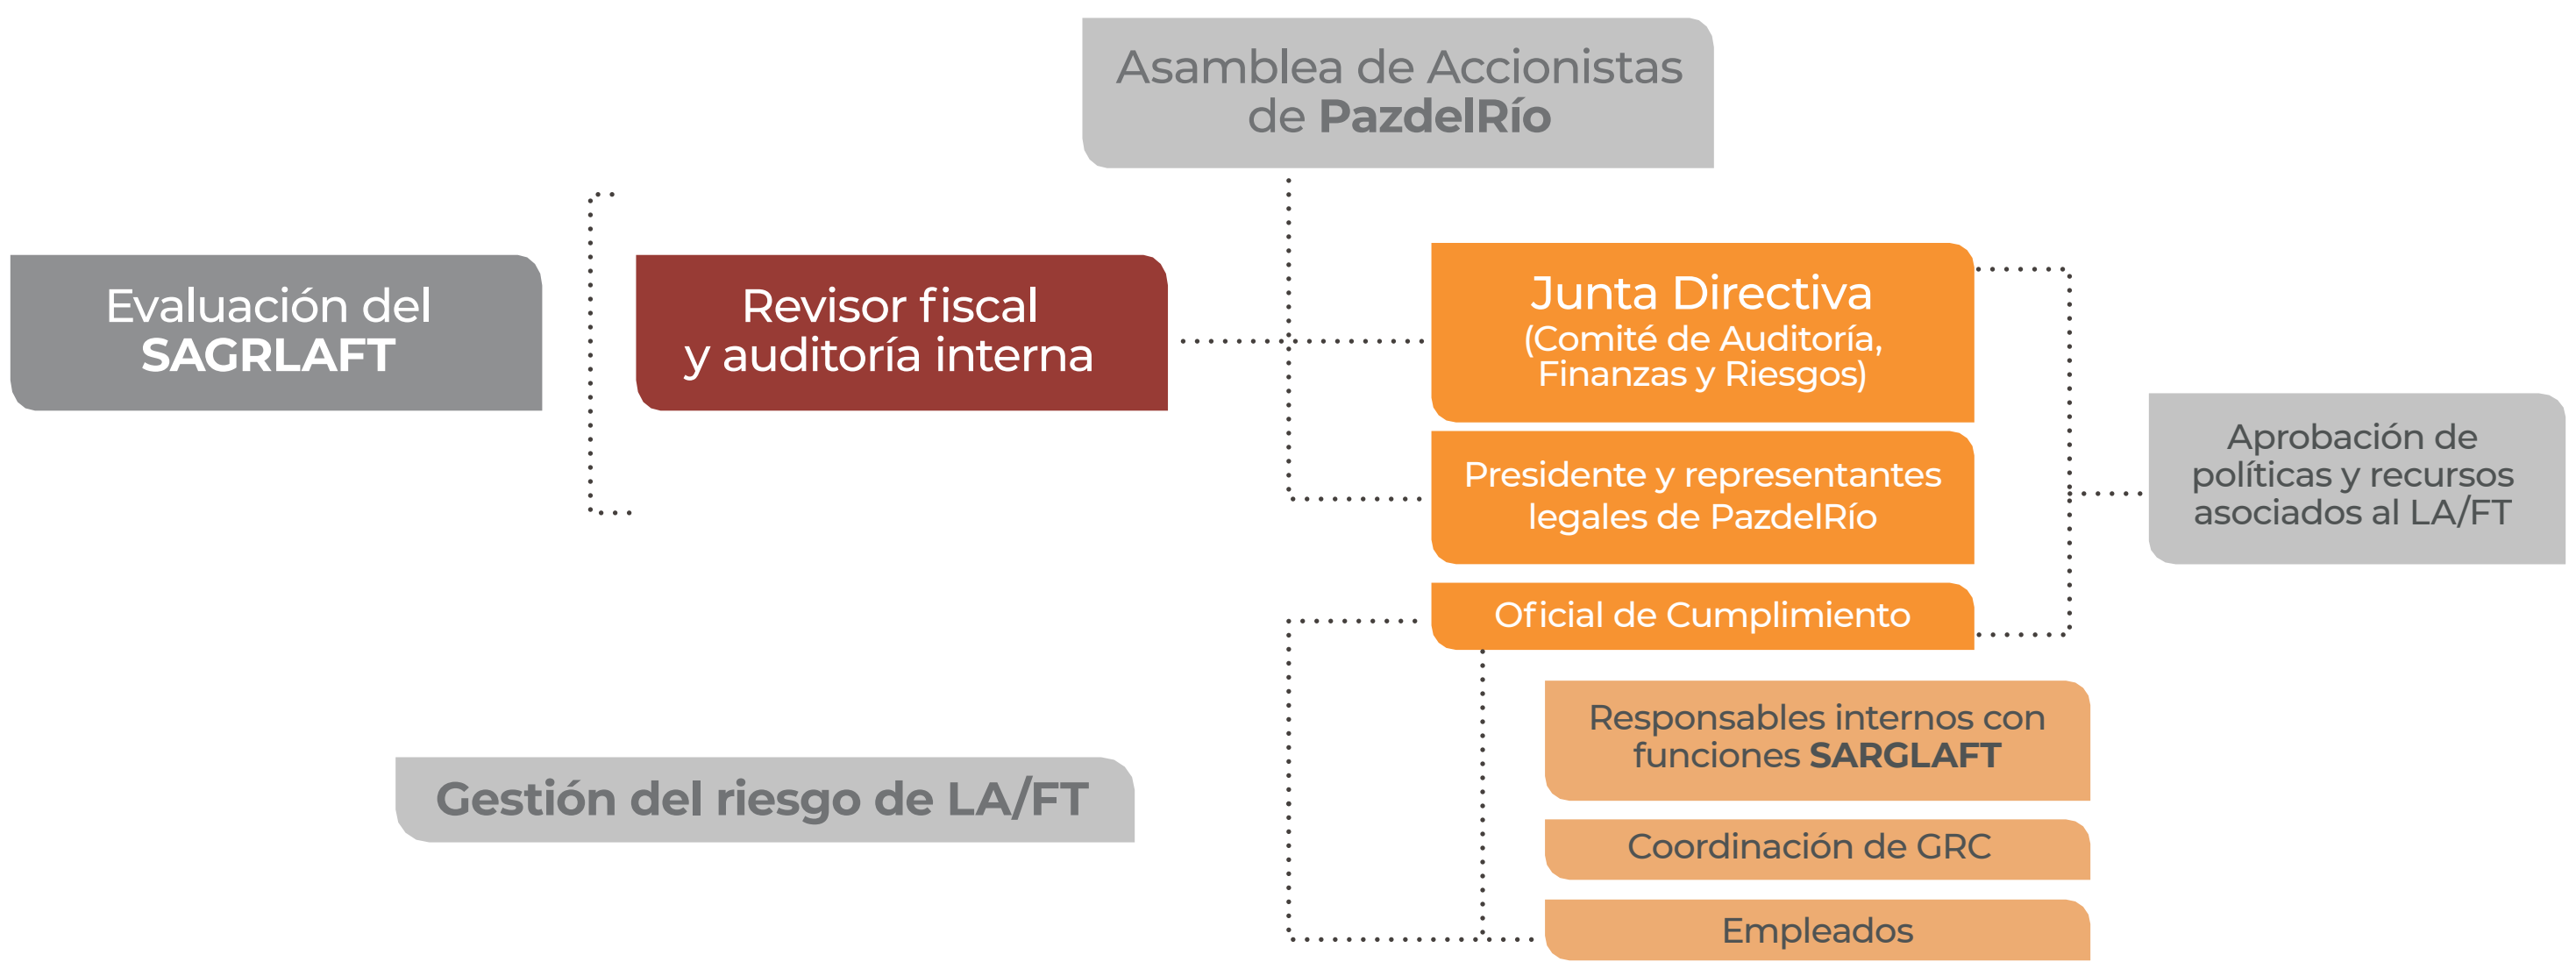 Asamblea de Accionistas
de PazdelRío
Evaluación del
SAGRLAFT
Revisor fiscal
y auditoría interna
Junta Directiva
(Comité de Auditoría,
Finanzas y Riesgos)
Presidente y representantes
legales de PazdelRío
Oficial de Cumplimiento
Aprobación de
políticas y recursos
asociados al LA/FT
Gestión del riesgo de LA/FT
Responsables internos con
funciones SARGLAFT
Coordinación de GRC
Empleados